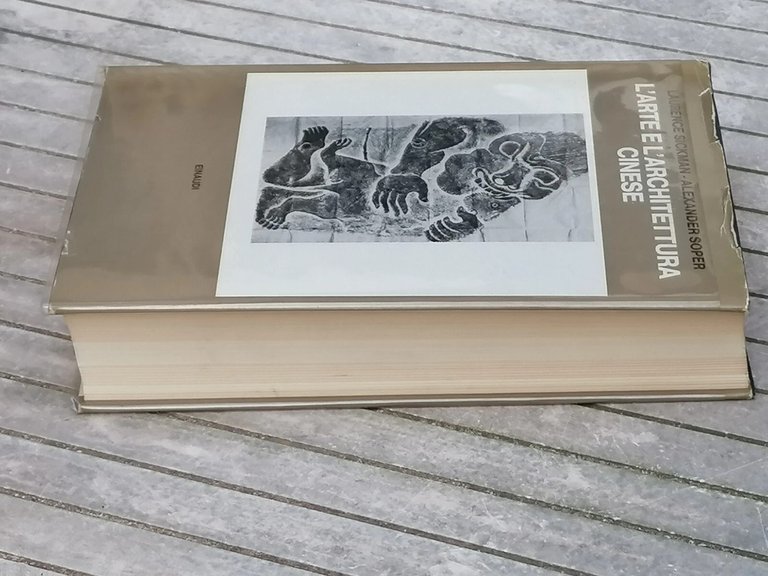 LAURENCE SICKMAN - ALEXANDER SOPER
L'ARTE E L'ARCHITETTURA
CINESE
EINAUDI